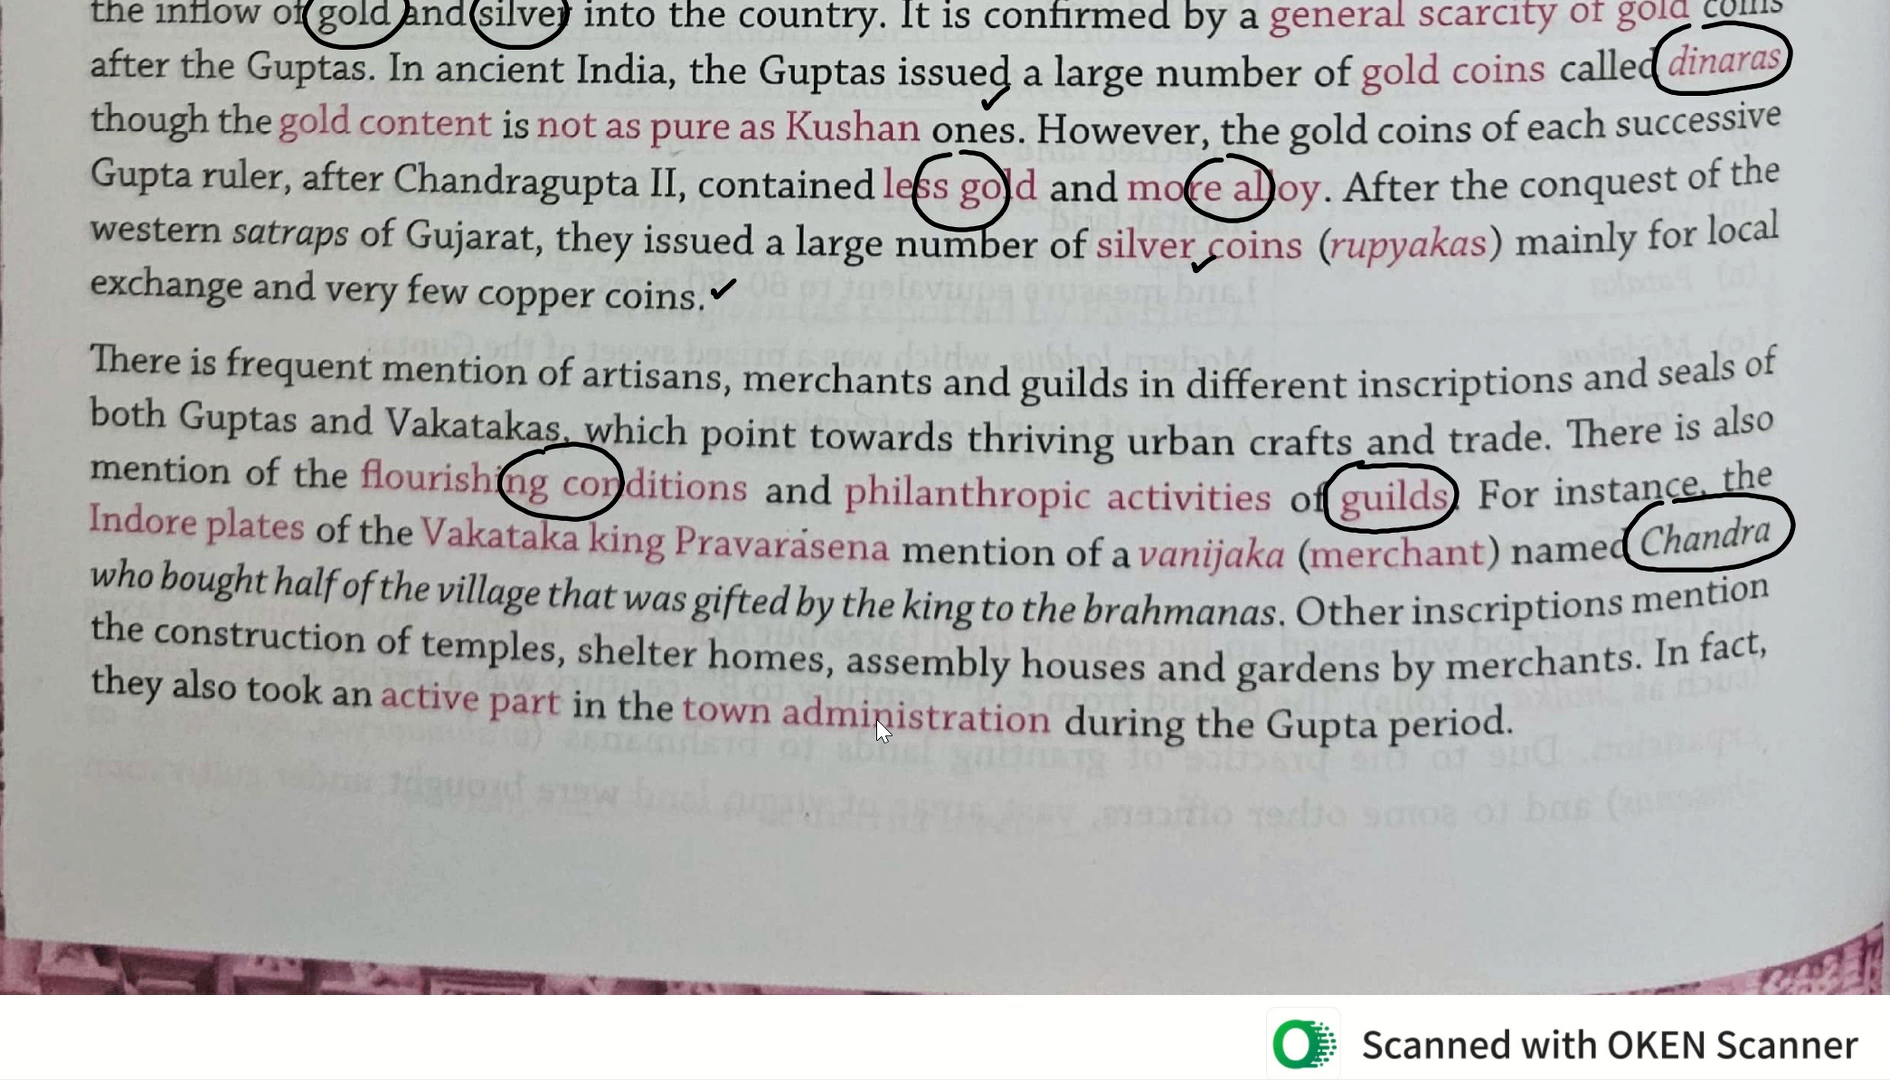 the inflow of gold and silver into the country. It is confirmed by a general scarcity of gold coins
after the Guptas. In ancient India, the Guptas issued a large number of gold coins called dinaras
though the gold content is not as pure as Kushan ones. However, the gold coins of each successive
Gupta ruler, after Chandragupta II, contained less gold and more alloy. After the conquest of the
western satraps of Gujarat, they issued a large number of silver coins (rupyakas) mainly for local
exchange and very few copper coins.
There is frequent mention of artisans, merchants and guilds in different inscriptions and seals of
both Guptas and Vakatakas, which point towards thriving urban crafts and trade. There is also
mention of the flourishing conditions and philanthropic activities of guilds. For instance, the
Indore plates of the Vakataka king Pravarasena mention of a vanijaka (merchant) named Chandra
who bought half of the village that was gifted by the king to the brahmanas. Other inscriptions mention
the construction of temples, shelter homes, assembly houses and gardens by merchants. In fact,
they also took an active part in the town administration during the Gupta period.
Scanned with OKEN Scanner